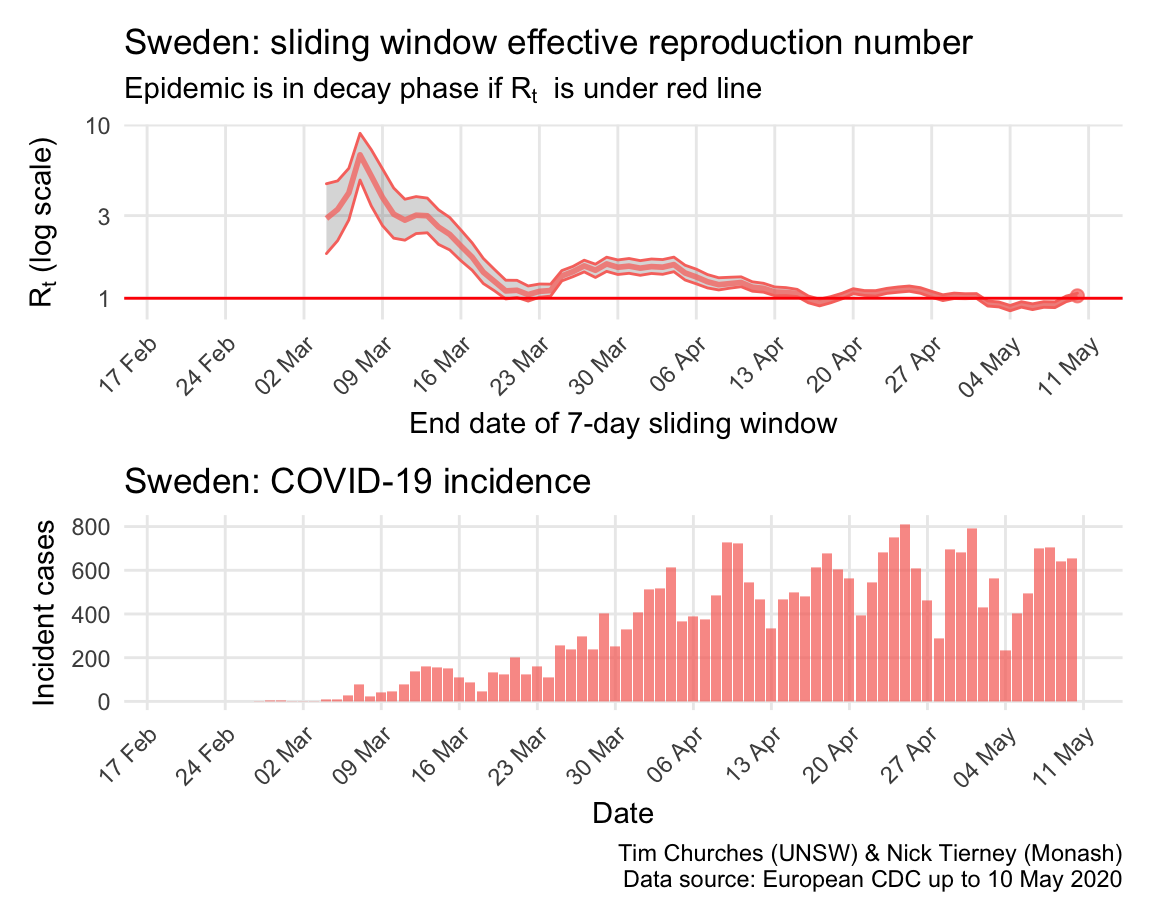 Sweden: sliding window effective reproduction number
Epidemic is in decay phase if Rt is under red line
Rt (log scale)
10
3
1
17 Feb
24 Feb
02 Mar
09 Mar
16 Mar
23 Mar
30 Mar
06 Apr
13 Apr
20 Apr
27 Apr
04 May
11 May
End date of 7-day sliding window
Sweden: COVID-19 incidence
Incident cases
800
600
400
200
0
17 Feb
24 Feb
02 Mar
09 Mar
16 Mar
23 Mar
30 Mar
06 Apr
13 Apr
20 Apr
27 Apr
04 May
11 May
Date
Tim Churches (UNSW) & Nick Tierney (Monash)
Data source: European CDC up to 10 May 2020